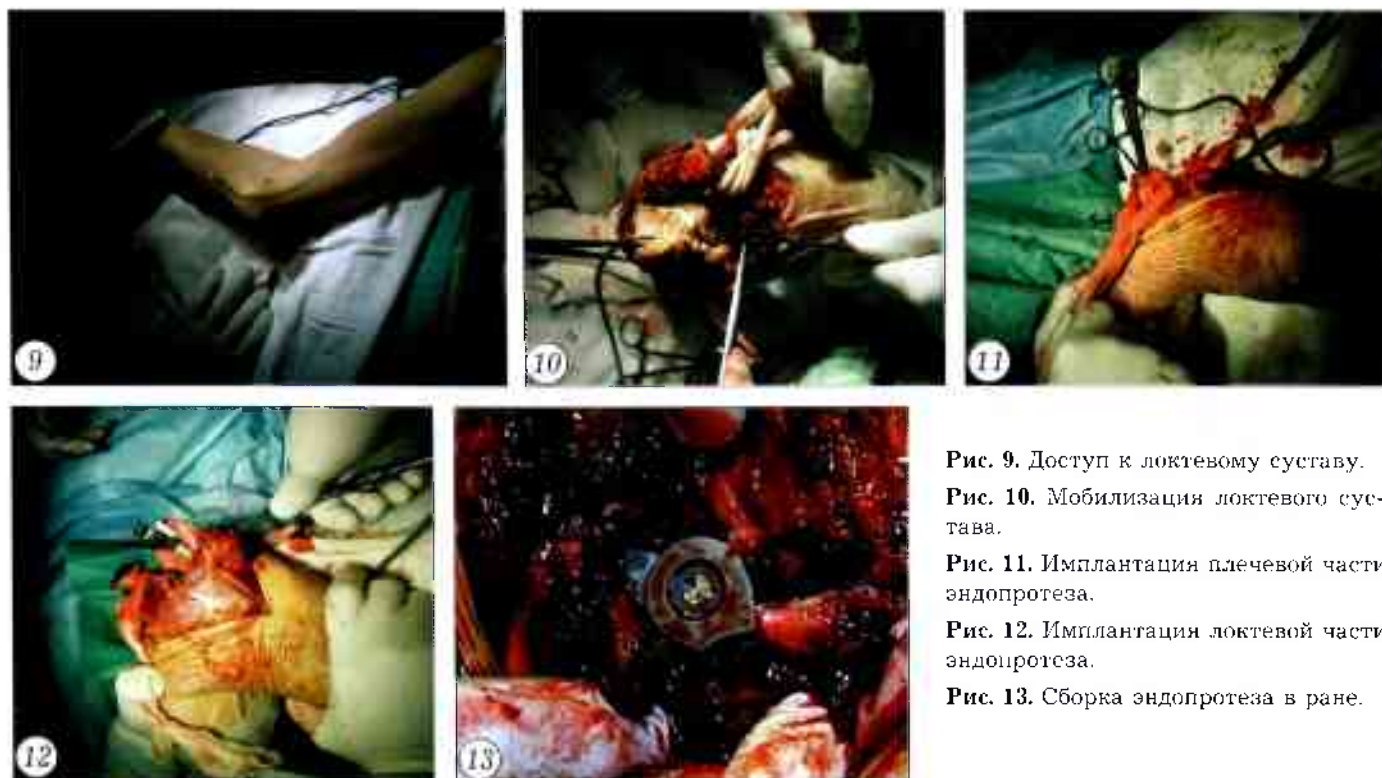 9
10
11
12
13
Рис. 9. Доступ к локтевому суставу.
Рис. 10. Мобилизация локтевого сус-
тава.
Рис. 11. Имплантация плечевой части
эндопротеза.
Рис. 12. Имплантация локтевой части
эндопротеза.
Рис. 13. Сборка эндопротеза в ране.